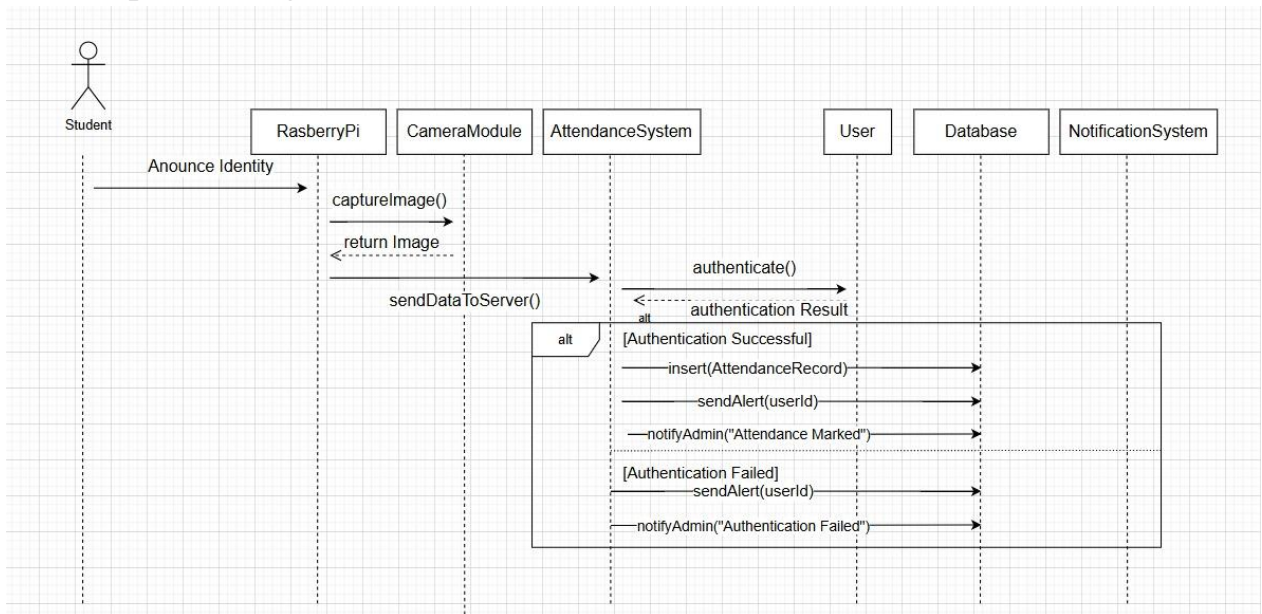 Student
RasberryPi
CameraModule
AttendanceSystem
User
Database
NotificationSystem
Anounce Identity
captureImage()
return Image
authenticate()
sendDataToServer()
authentication Result
alt
alt
[Authentication Successful]
insert(AttendanceRecord)
sendAlert(userId)
notifyAdmin("Attendance Marked")
[Authentication Failed]
sendAlert(userId)
notifyAdmin("Authentication Failed")